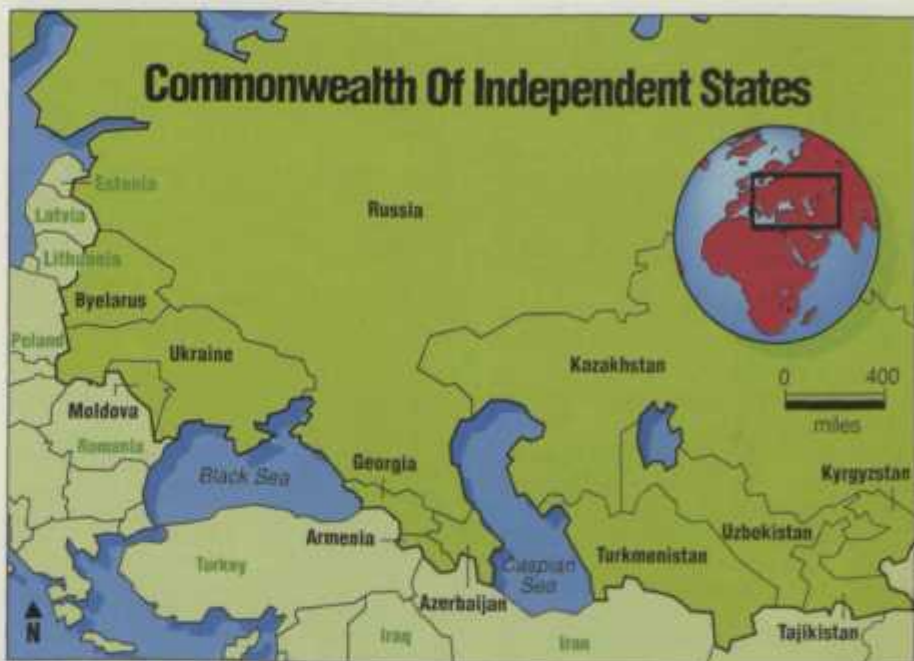 Commonwealth Of Independent States
Estonia
Russia
Latvia
Lithuania
Byelarus
Poland
Ukraine
Kazakhstan
0 400
miles
Moldova
Romania
Black Sea
Georgia
Kyrgyzstan
Armenia
Uzbekistan
Turkey
Caspian
Sea
Turkmenistan
Azerbaijan
N
Iraq
Iran
Tajikistan